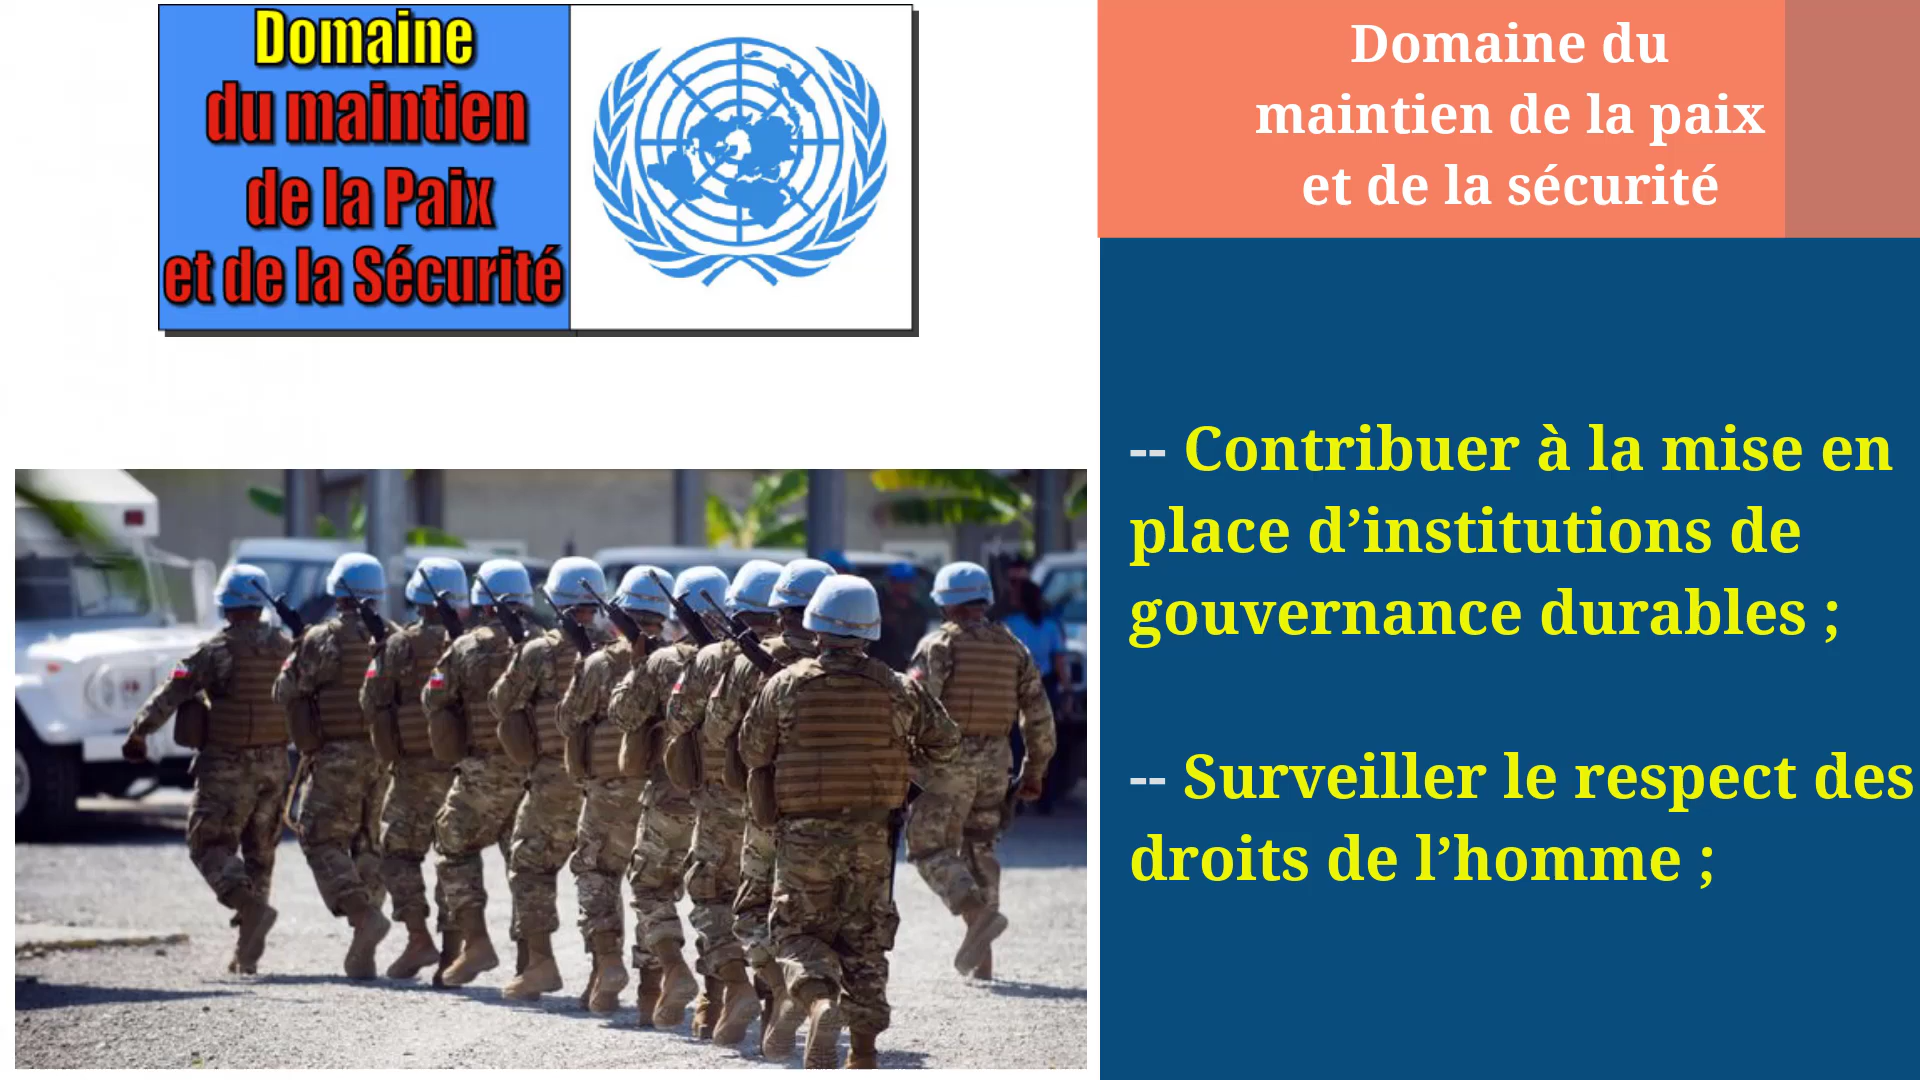 Domaine
du maintien
de la Paix
et de la Sécurité
Domaine du
maintien de la paix
et de la sécurité
-- Contribuer à la mise en
place d’institutions de
gouvernance durables ;
-- Surveiller le respect des
droits de l’homme ;